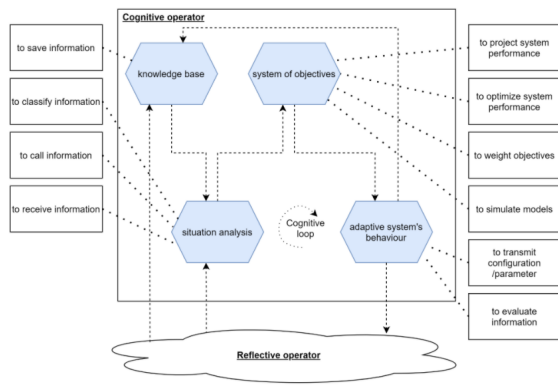 Cognitive operator
to save information
to classify information
to call information
to receive information
knowledge base
system of objectives
situation analysis
Cognitive
loop
adaptive system's
behaviour
to project system
performance
to optimize system
performance
to weight objectives
to simulate models
to transmit
configuration
/parameter
to evaluate
information
Reflective operator